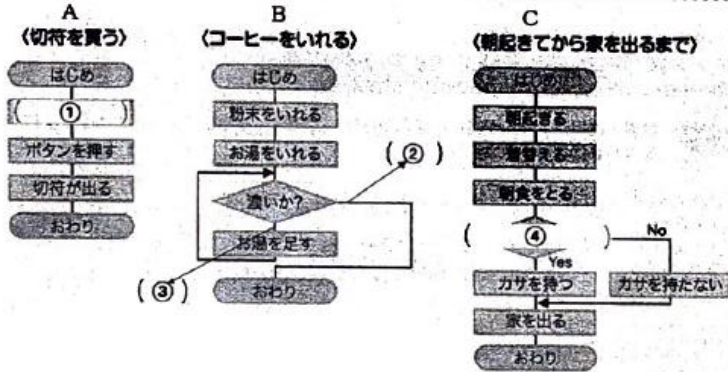 A
〈切符を買う〉
はじめ
( ① )
ボタンを押す
切符が出る
おわり
B
〈コーヒーをいれる〉
はじめ
粉末をいれる
お湯をいれる
( ② )
濃いか?
お湯を足す
( ③ )
おわり
C
〈朝起きてから家を出るまで〉
はじめ
朝起きる
着替える
朝食をとる
( ④ )
No
Yes
カサを持つ
カサを持たない
家を出る
おわり